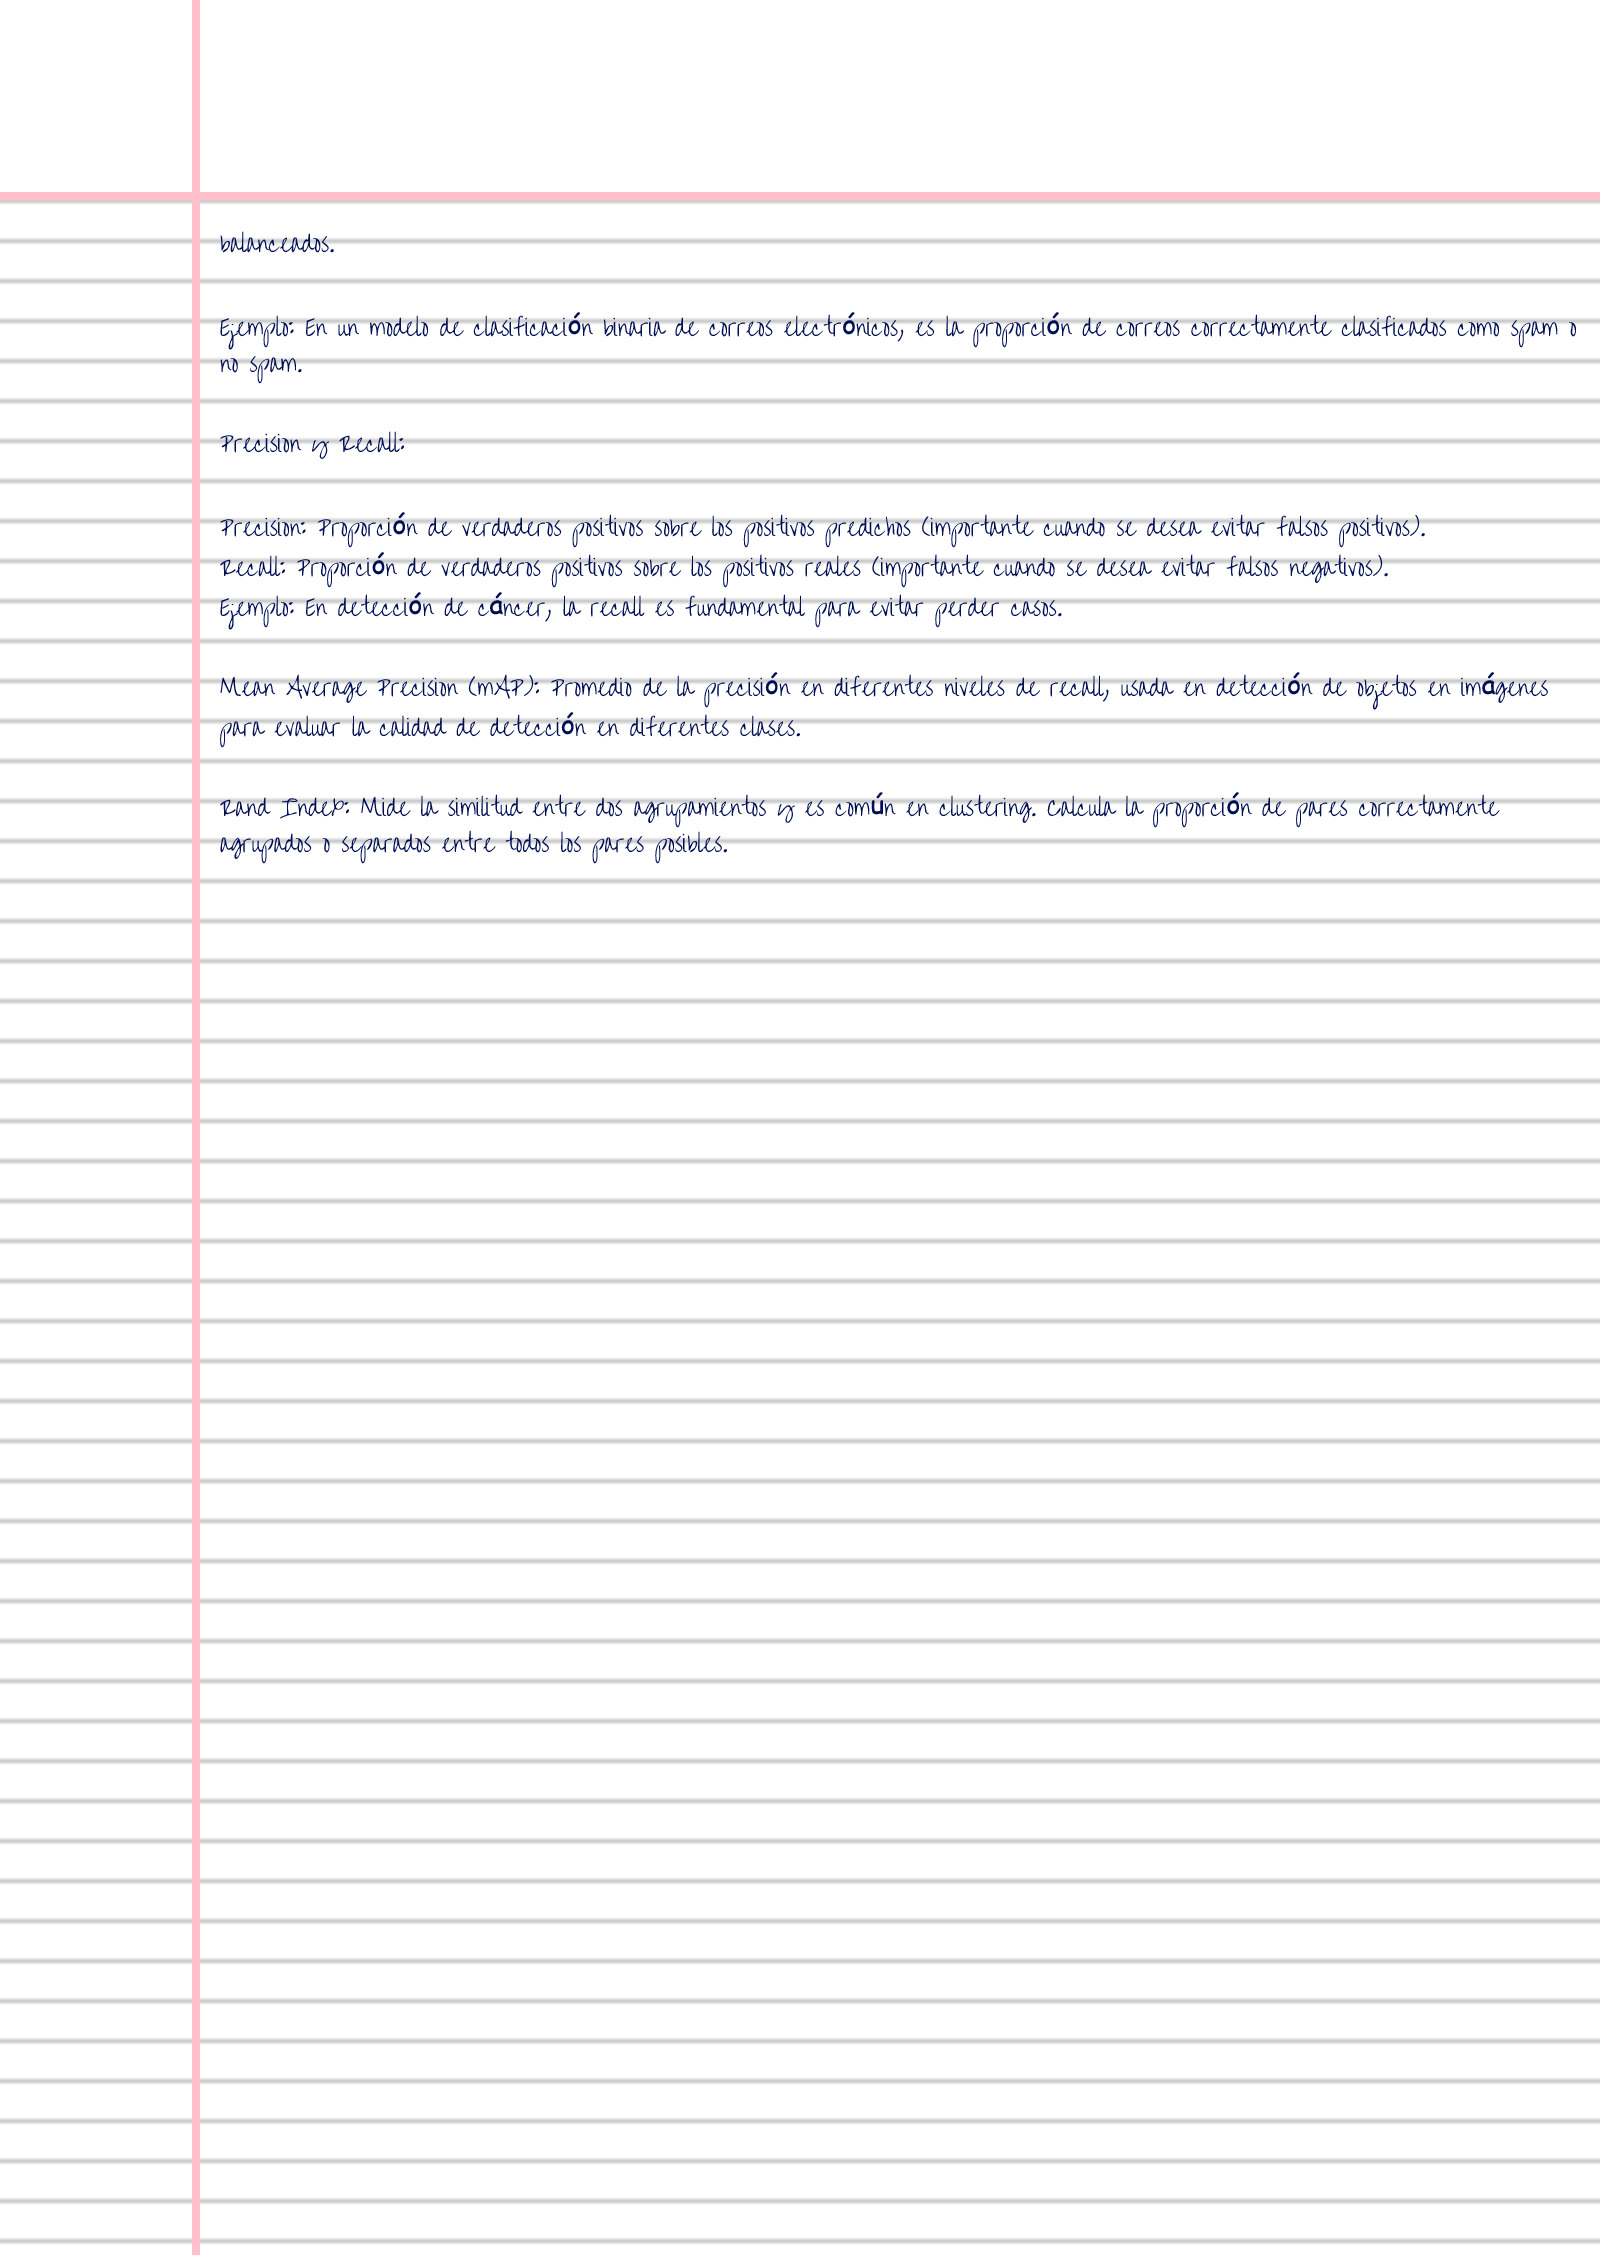 balanceados.
Ejemplo: En un modelo de clasificación binaria de correos electrónicos, es la proporción de correos correctamente clasificados como spam o
no spam.
Precision y Recall:
Precision: Proporción de verdaderos positivos sobre los positivos predichos (importante cuando se desea evitar falsos positivos).
Recall: Proporción de verdaderos positivos sobre los positivos reales (importante cuando se desea evitar falsos negativos).
Ejemplo: En detección de cáncer, la recall es fundamental para evitar perder casos.
Mean Average Precision (mAP): Promedio de la precisión en diferentes niveles de recall, usada en detección de objetos en imágenes
para evaluar la calidad de detección en diferentes clases.
Rand Index: Mide la similitud entre dos agrupamientos y es común en clustering. Calcula la proporción de pares correctamente
agrupados o separados entre todos los pares posibles.